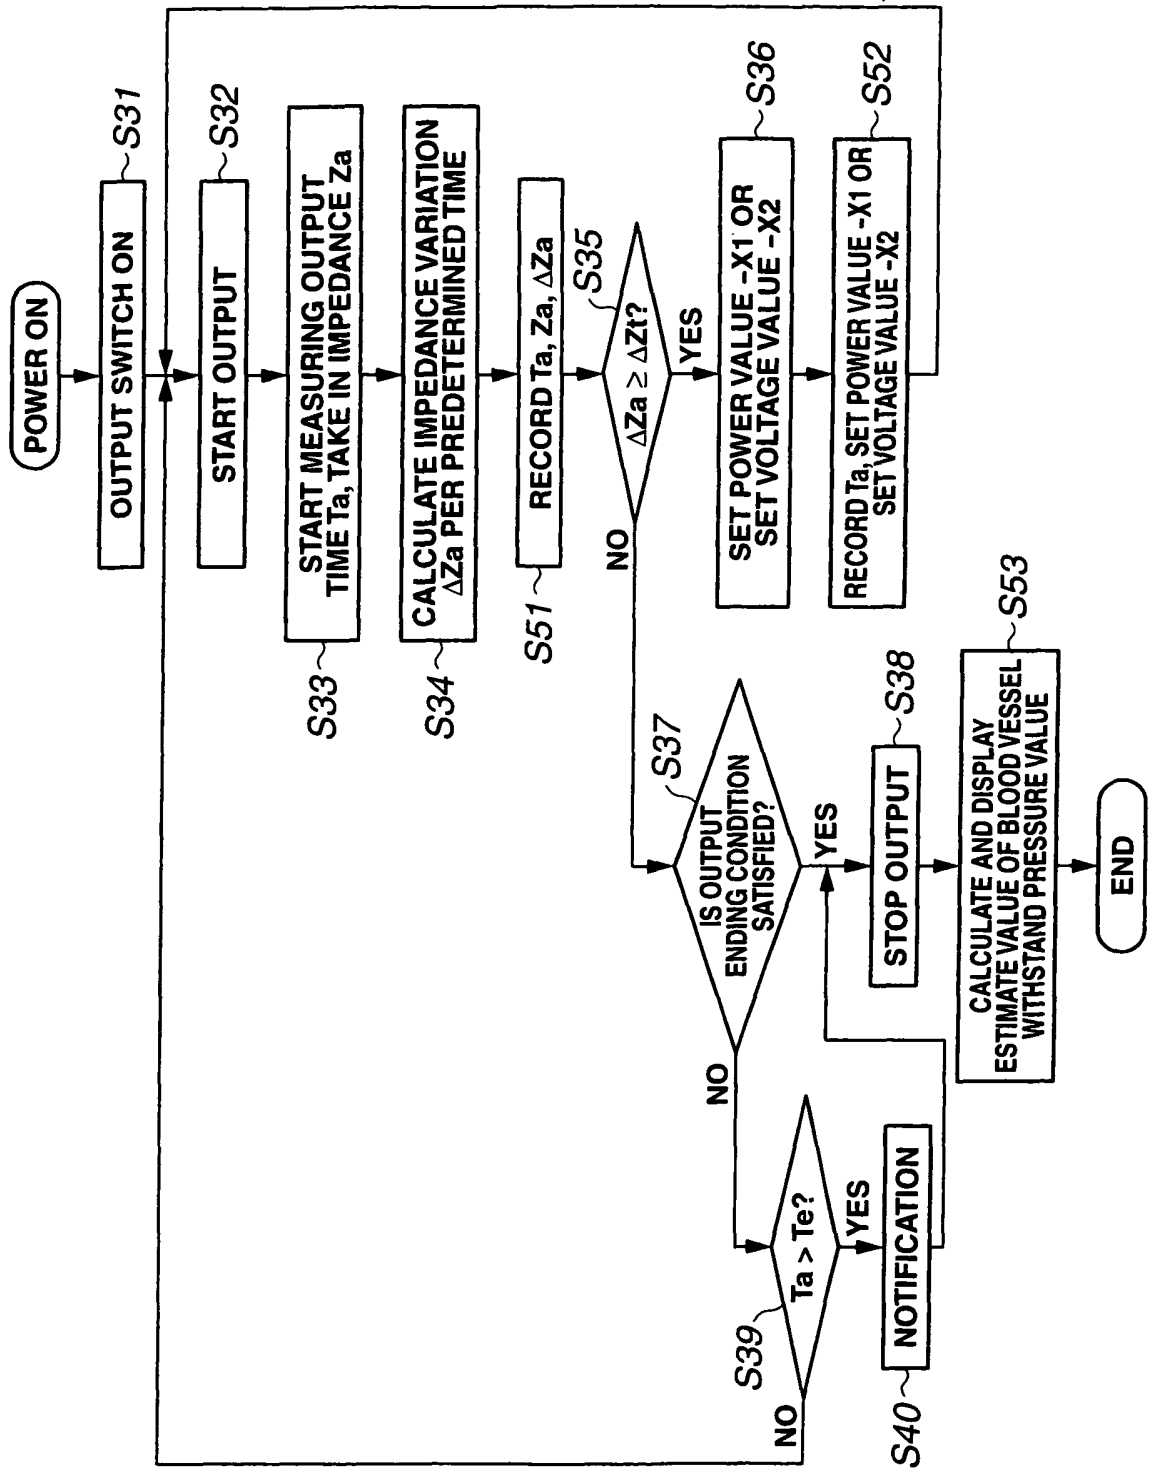 POWER ON
OUTPUT SWITCH ON
S31
START OUTPUT
S32
START MEASURING OUTPUT
TIME Ta, TAKE IN IMPEDANCE Za
S33
CALCULATE IMPEDANCE VARIATION
ΔZa PER PREDETERMINED TIME
S34
RECORD Ta, Za, ΔZa
S51
ΔZa ≥ ΔZt?
S35
YES
NO
SET POWER VALUE -X1 OR
SET VOLTAGE VALUE -X2
S36
RECORD Ta, SET POWER VALUE -X1 OR
SET VOLTAGE VALUE -X2
S52
IS OUTPUT
ENDING CONDITION
SATISFIED?
S37
YES
NO
STOP OUTPUT
S38
CALCULATE AND DISPLAY
ESTIMATE VALUE OF BLOOD VESSEL
WITHSTAND PRESSURE VALUE
S53
END
Ta > Te?
S39
YES
NO
NOTIFICATION
S40